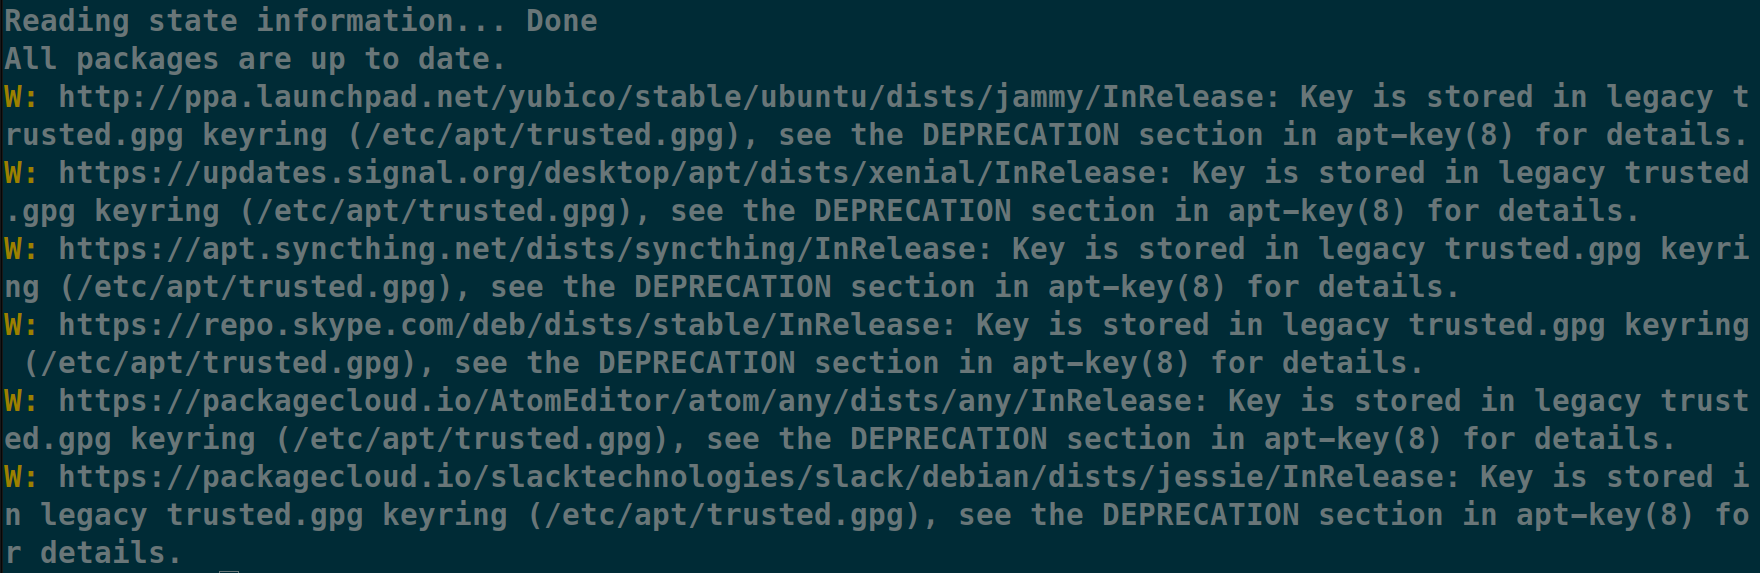 Reading state information... Done
All packages are up to date.
W: http://ppa.launchpad.net/yubico/stable/ubuntu/dists/jammy/InRelease: Key is stored in legacy t
rusted.gpg keyring (/etc/apt/trusted.gpg), see the DEPRECATION section in apt-key(8) for details.
W: https://updates.signal.org/desktop/apt/dists/xenial/InRelease: Key is stored in legacy trusted
.gpg keyring (/etc/apt/trusted.gpg), see the DEPRECATION section in apt-key(8) for details.
W: https://apt.syncthing.net/dists/syncthing/InRelease: Key is stored in legacy trusted.gpg keyri
ng (/etc/apt/trusted.gpg), see the DEPRECATION section in apt-key(8) for details.
W: https://repo.skype.com/deb/dists/stable/InRelease: Key is stored in legacy trusted.gpg keyring
 (/etc/apt/trusted.gpg), see the DEPRECATION section in apt-key(8) for details.
W: https://packagecloud.io/AtomEditor/atom/any/dists/any/InRelease: Key is stored in legacy trust
ed.gpg keyring (/etc/apt/trusted.gpg), see the DEPRECATION section in apt-key(8) for details.
W: https://packagecloud.io/slacktechnologies/slack/debian/dists/jessie/InRelease: Key is stored i
n legacy trusted.gpg keyring (/etc/apt/trusted.gpg), see the DEPRECATION section in apt-key(8) fo
r details.